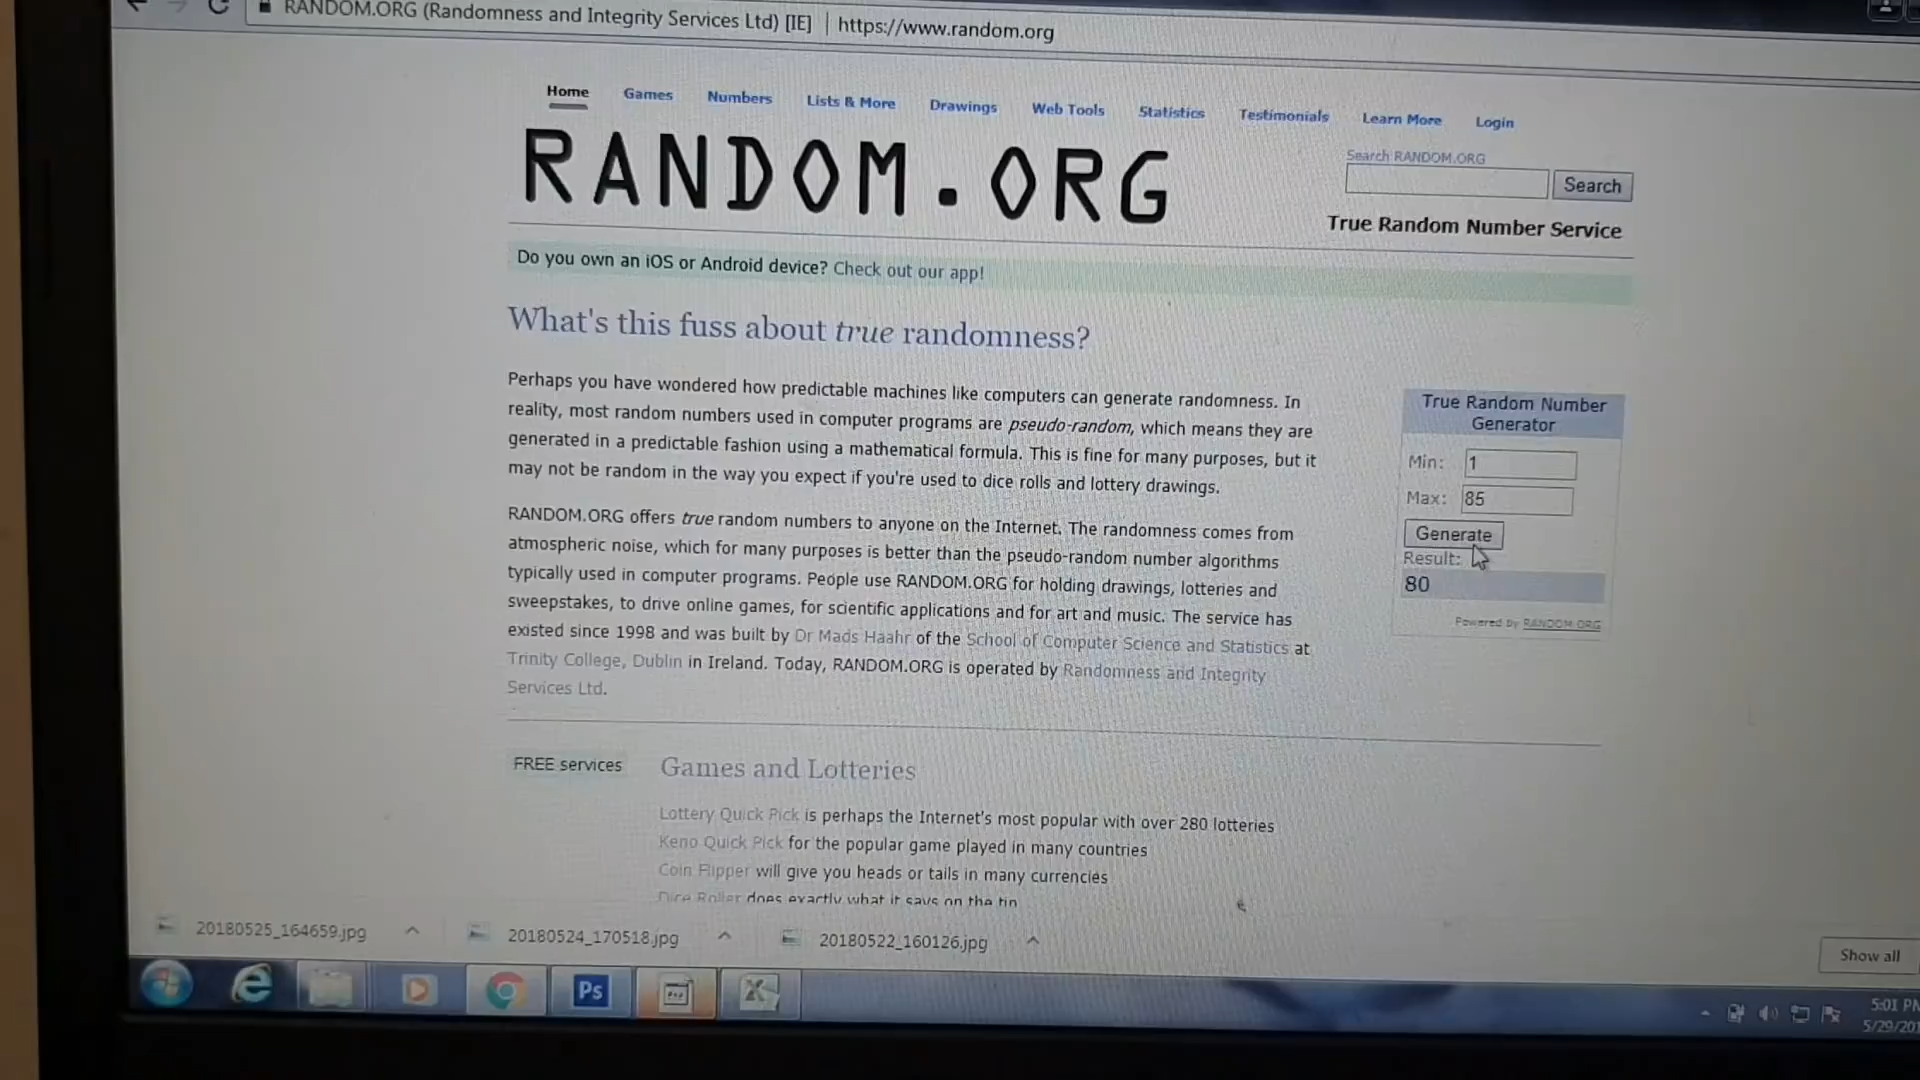 RANDOM.ORG (Randomness and Integrity Services Ltd) [IE] | https://www.random.org
Home Games Numbers Lists & More Drawings Web Tools Statistics Testimonials Learn More Login
RANDOM.ORG
Search RANDOM.ORG
Search
True Random Number Service
Do you own an iOS or Android device? Check out our app!
What's this fuss about true randomness?
Perhaps you have wondered how predictable machines like computers can generate randomness. In
reality, most random numbers used in computer programs are pseudo-random, which means they are
generated in a predictable fashion using a mathematical formula. This is fine for many purposes, but it
may not be random in the way you expect if you're used to dice rolls and lottery drawings.
RANDOM.ORG offers true random numbers to anyone on the Internet. The randomness comes from
atmospheric noise, which for many purposes is better than the pseudo-random number algorithms
typically used in computer programs. People use RANDOM.ORG for holding drawings, lotteries and
sweepstakes, to drive online games, for scientific applications and for art and music. The service has
existed since 1998 and was built by Dr Mads Haahr of the School of Computer Science and Statistics at
Trinity College, Dublin in Ireland. Today, RANDOM.ORG is operated by Randomness and Integrity
Services Ltd.
True Random Number
Generator
Min: 1
Max: 85
Generate
Result:
80
Powered by RANDOM.ORG
FREE services
Games and Lotteries
Lottery Quick Pick is perhaps the Internet's most popular with over 280 lotteries
Keno Quick Pick for the popular game played in many countries
Coin Flipper will give you heads or tails in many currencies
Dice Roller does exactly what it says on the tin
20180525_164659.jpg
20180524_170518.jpg
20180522_160126.jpg
Show all
Ps
5:01 PM
5/29/201